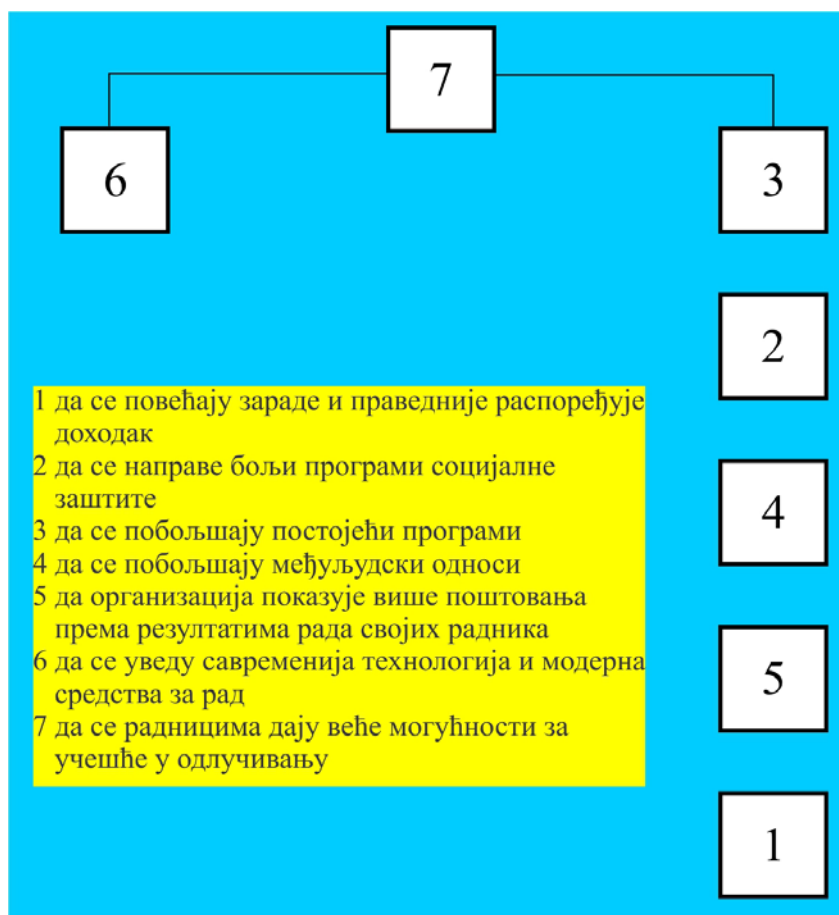 7
6
3
2
4
5
1
1 да се повећају зараде и праведније распоређује
доходак
2 да се направе бољи програми социјалне
заштите
3 да се побољшају постојећи програми
4 да се побољшају међуљудски односи
5 да организација показује више поштовања
према резултатима рада својих радника
6 да се уведу савременија технологија и модерна
средства за рад
7 да се радницима дају веће могућности за
учешће у одлучивању